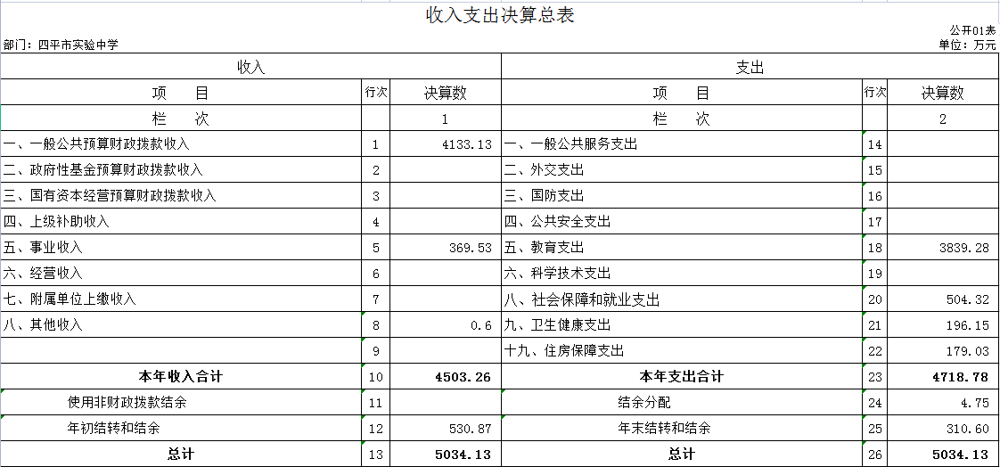 收入支出决算总表
公开01表
部门：四平市实验中学 单位：万元
收入 支出
项 目 行次 决算数 项 目 行次 决算数
栏 次 1 栏 次 2
一、一般公共预算财政拨款收入 1 4133.13 一、一般公共服务支出 14
二、政府性基金预算财政拨款收入 2 二、外交支出 15
三、国有资本经营预算财政拨款收入 3 三、国防支出 16
四、上级补助收入 4 四、公共安全支出 17
五、事业收入 5 369.53 五、教育支出 18 3839.28
六、经营收入 6 六、科学技术支出 19
七、附属单位上缴收入 7 八、社会保障和就业支出 20 504.32
八、其他收入 8 0.6 九、卫生健康支出 21 196.15
9 十九、住房保障支出 22 179.03
本年收入合计 10 4503.26 本年支出合计 23 4718.78
使用非财政拨款结余 11 结余分配 24 4.75
年初结转和结余 12 530.87 年末结转和结余 25 310.60
总计 13 5034.13 总计 26 5034.13